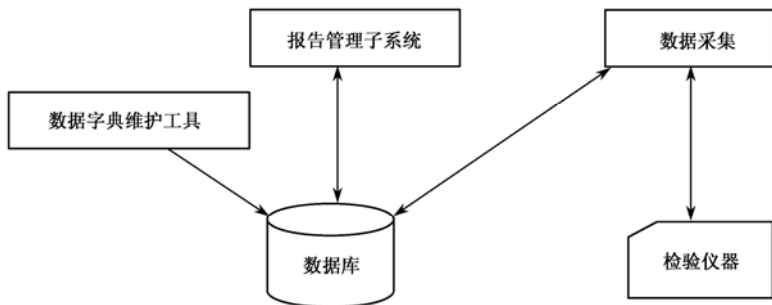 报告管理子系统
数据采集
数据字典维护工具
数据库
检验仪器